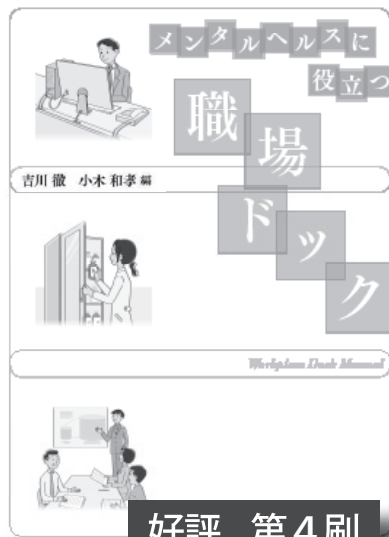 メンタルヘルスに
役立つ
職場
ドック
吉川 徹　小木 和孝 編
Workplace Dock Manual
好評　第4刷